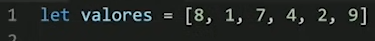 1 let valores = [8, 1, 7, 4, 2, 9]
2